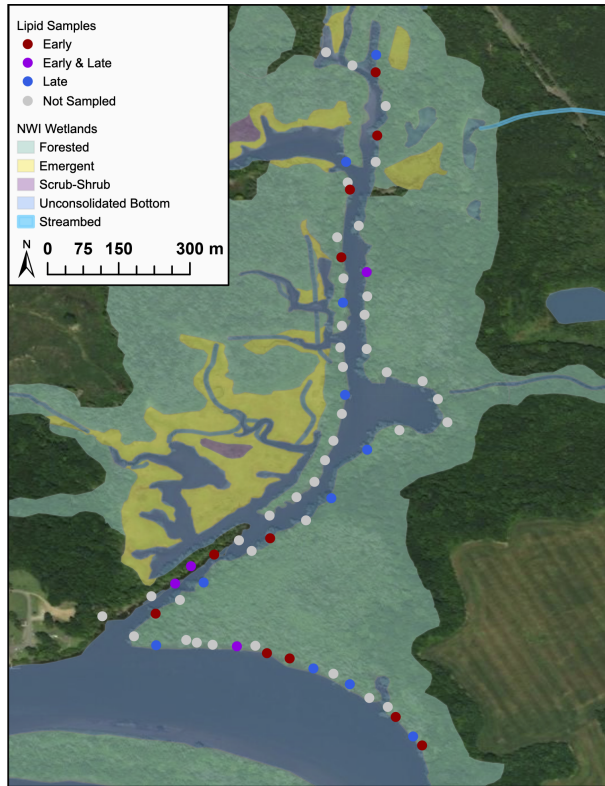 Lipid Samples
Early
Early & Late
Late
Not Sampled
NWI Wetlands
Forested
Emergent
Scrub-Shrub
Unconsolidated Bottom
Streambed
N
0 75 150 300 m